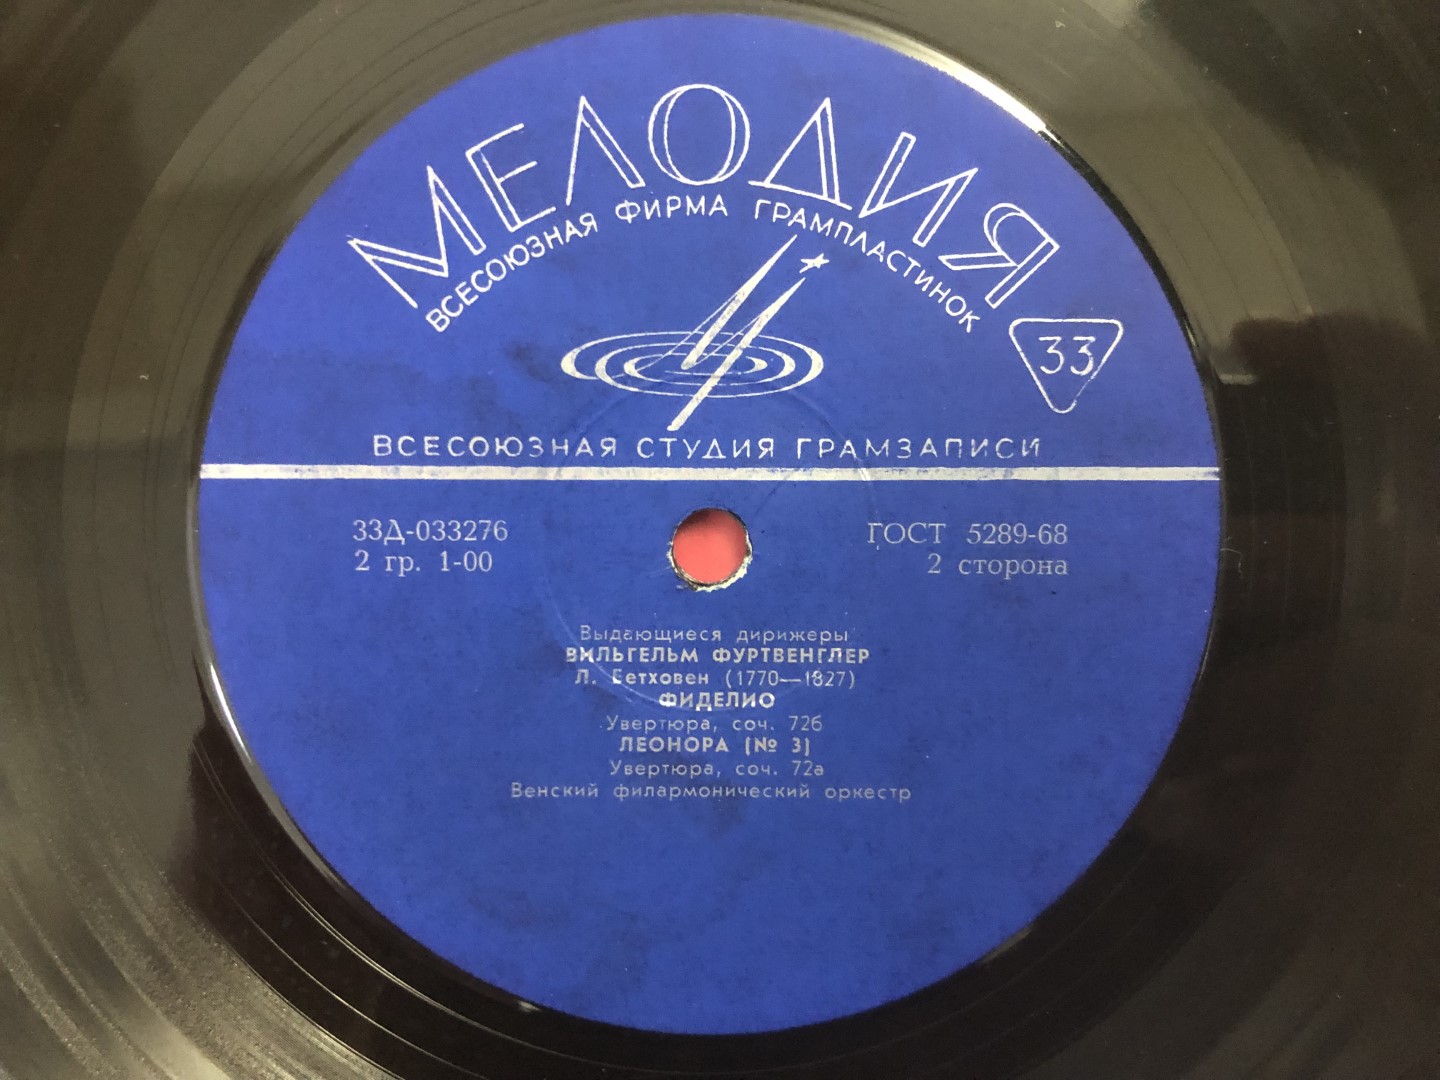 МЕЛОДИЯ
ВСЕСОЮЗНАЯ ФИРМА ГРАМПЛАСТИНОК
33
ВСЕСОЮЗНАЯ СТУДИЯ ГРАМЗАПИСИ
33Д-033276
2 гр. 1-00
ГОСТ 5289-68
2 сторона
Выдающиеся дирижеры
ВИЛЬГЕЛЬМ ФУРТВЕНГЛЕР
Л. Бетховен (1770—1827)
ФИДЕЛИО
Увертюра, соч. 72б
ЛЕОНОРА (№ 3)
Увертюра, соч. 72а
Венский филармонический оркестр